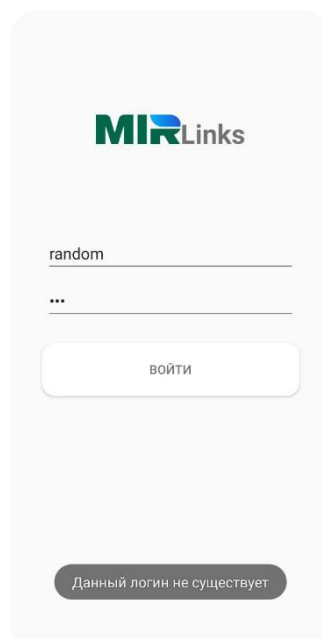 MIRLinks
random
•••
ВОЙТИ
Данный логин не существует